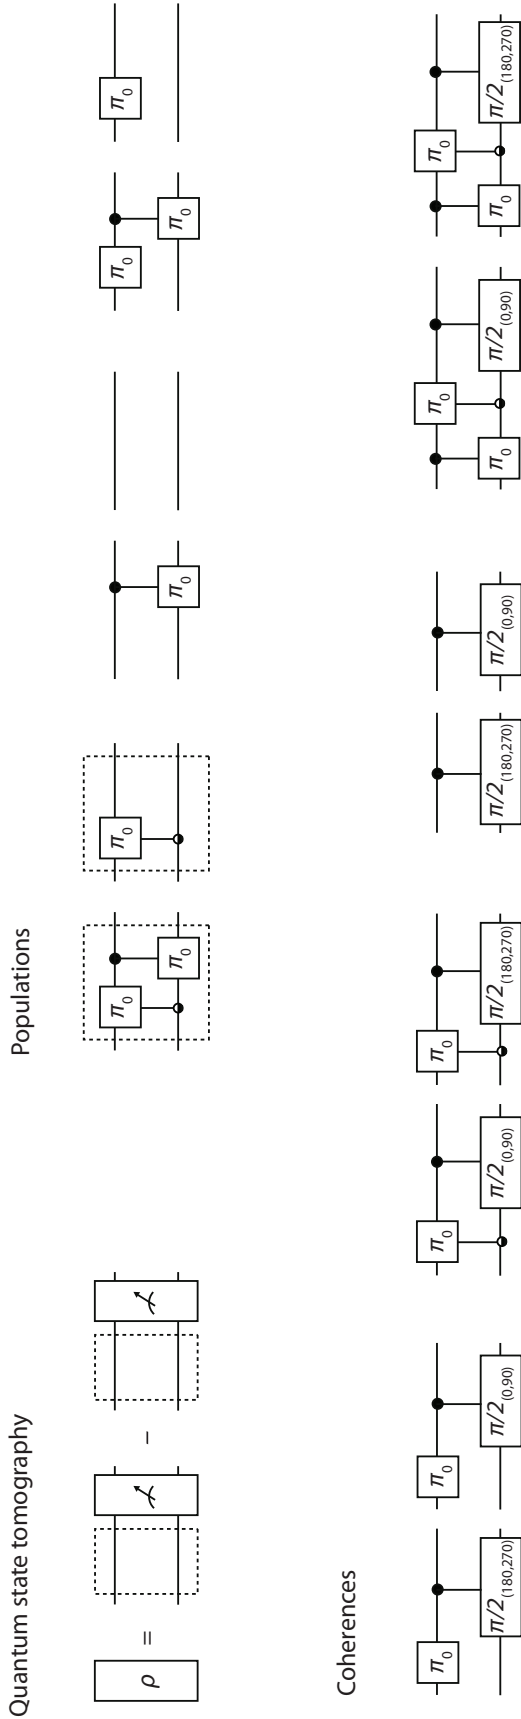 Quantum state tomography
Populations
π₀ π₀ π₀ π₀
ρ = −
π₀ π₀ π₀
Coherences
π₀ π₀ π₀ π₀ π₀ π₀
π/2(180,270) π/2(0,90) π/2(0,90) π/2(180,270) π/2(180,270) π/2(0,90) π₀ π/2(0,90) π₀ π/2(180,270)